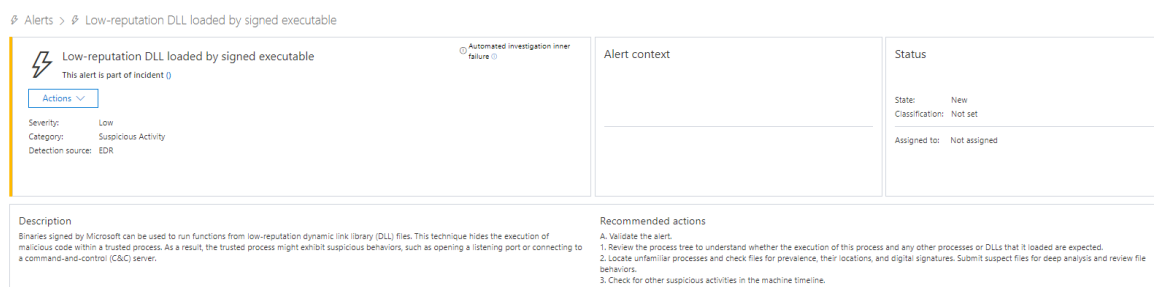 Alerts > Low-reputation DLL loaded by signed executable
Low-reputation DLL loaded by signed executable
This alert is part of incident ()
Automated investigation inner
failure
Actions
Severity: Low
Category: Suspicious Activity
Detection source: EDR
Alert context
Status
State: New
Classification: Not set
Assigned to: Not assigned
Description
Binaries signed by Microsoft can be used to run functions from low-reputation dynamic link library (DLL) files. This technique hides the execution of
malicious code within a trusted process. As a result, the trusted process might exhibit suspicious behaviors, such as opening a listening port or connecting to
a command-and-control (C&C) server.
Recommended actions
A. Validate the alert.
1. Review the process tree to understand whether the execution of this process and any other processes or DLLs that it loaded are expected.
2. Locate unfamiliar processes and check files for prevalence, their locations, and digital signatures. Submit suspect files for deep analysis and review file
behaviors.
3. Check for other suspicious activities in the machine timeline.